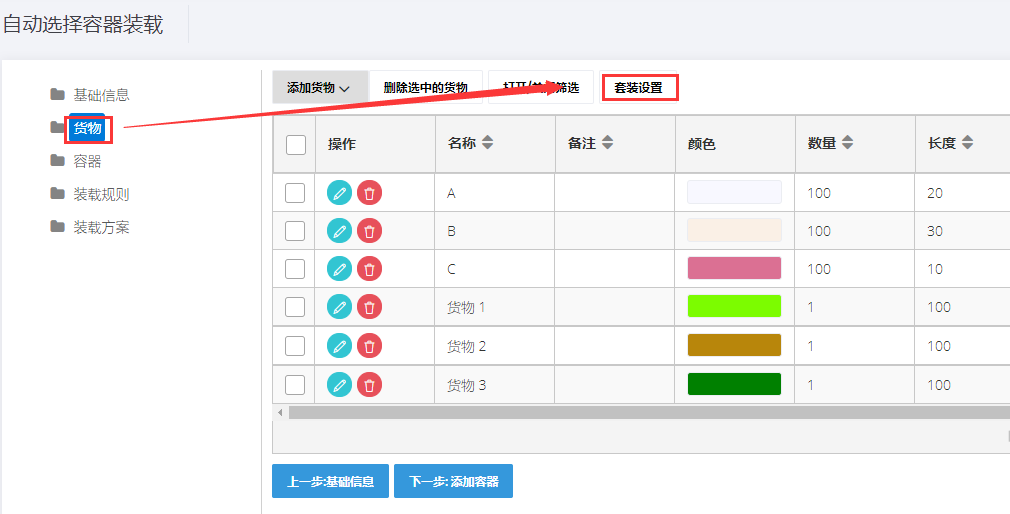 自动选择容器装载
基础信息
货物
容器
装载规则
装载方案
添加货物 删除选中的货物 打开/ 筛选 套装设置
操作 名称 备注 颜色 数量 长度
A 100 20
B 100 30
C 100 10
货物 1 1 100
货物 2 1 100
货物 3 1 100
上一步:基础信息 下一步: 添加容器